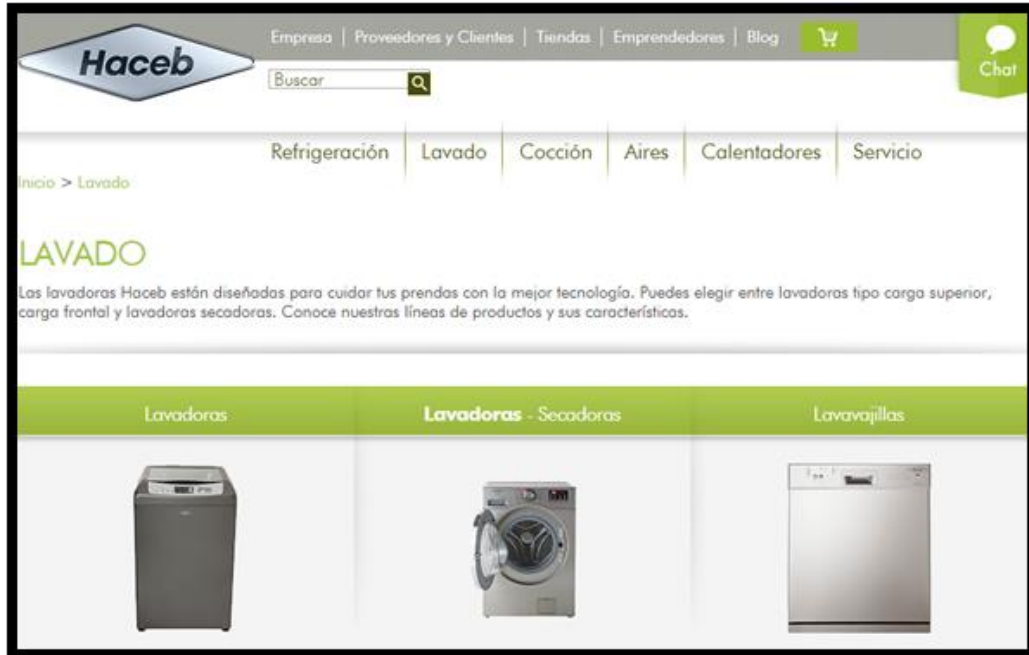 Haceb
Empresa | Proveedores y Clientes | Tiendas | Emprendedores | Blog
Chat
Buscar
Refrigeración | Lavado | Cocción | Aires | Calentadores | Servicio
Inicio > Lavado
LAVADO
Las lavadoras Haceb están diseñadas para cuidar tus prendas con la mejor tecnología. Puedes elegir entre lavadoras tipo carga superior,
carga frontal y lavadoras secadoras. Conoce nuestras líneas de productos y sus características.
Lavadoras
Lavadoras - Secadoras
Lavavajillas